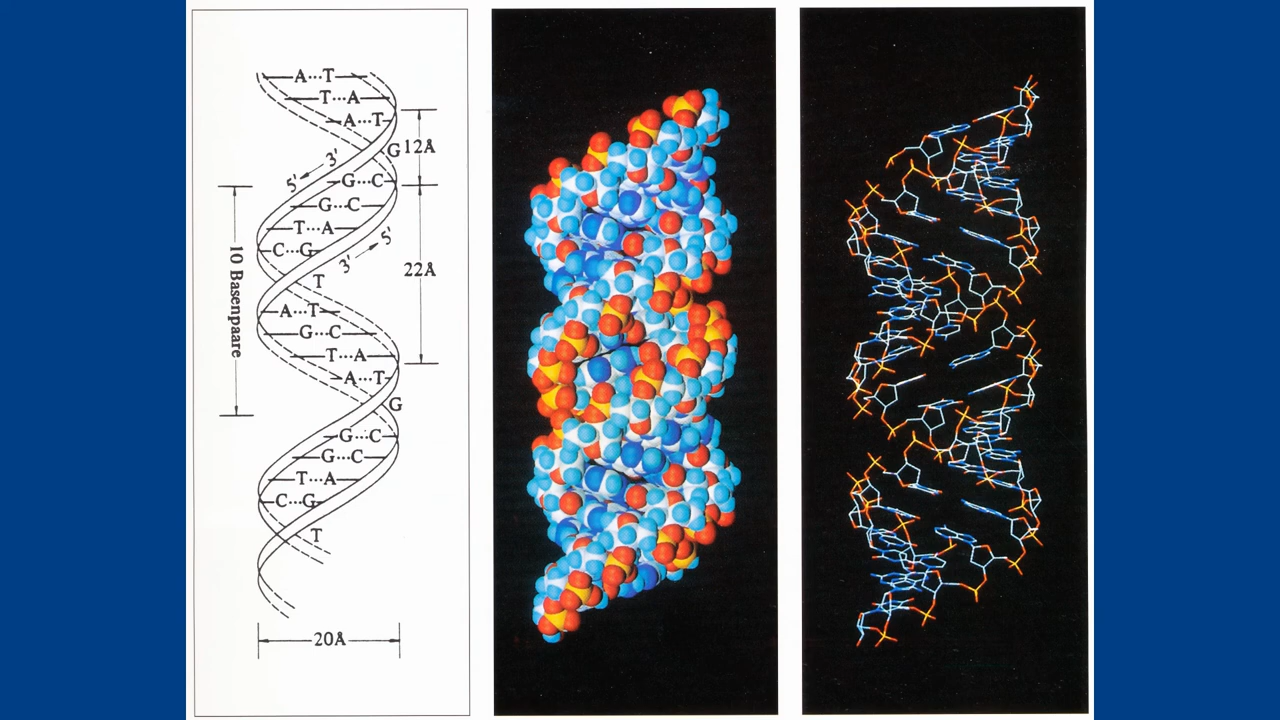 A···T
T···A
A···T
G
12Å
3'
5'
G···C
G···C
T···A
5'
3'
C···G
22Å
T
10 Basenpaare
A···T
G···C
T···A
A···T
G
G···C
G···C
T···A
C···G
T
20Å